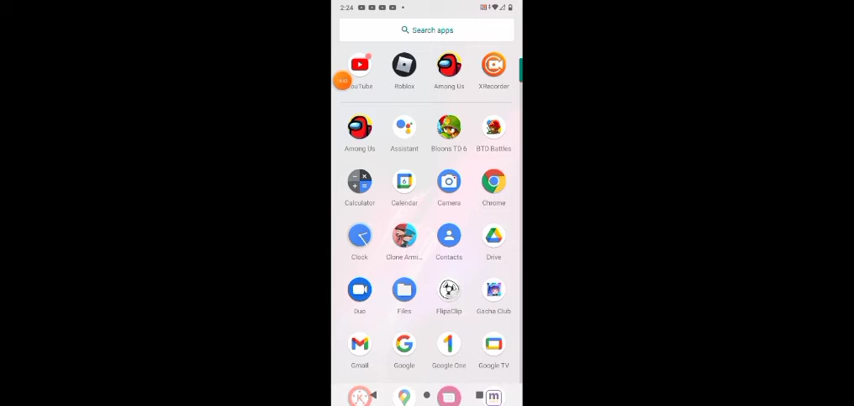 2:24
Search apps
YouTube Roblox Among Us XRecorder
Among Us Assistant Bloons TD 6 BTD Battles
Calculator Calendar Camera Chrome
Clock Clone Armi... Contacts Drive
Duo Files FlipaClip Gacha Club
Gmail Google Google One Google TV